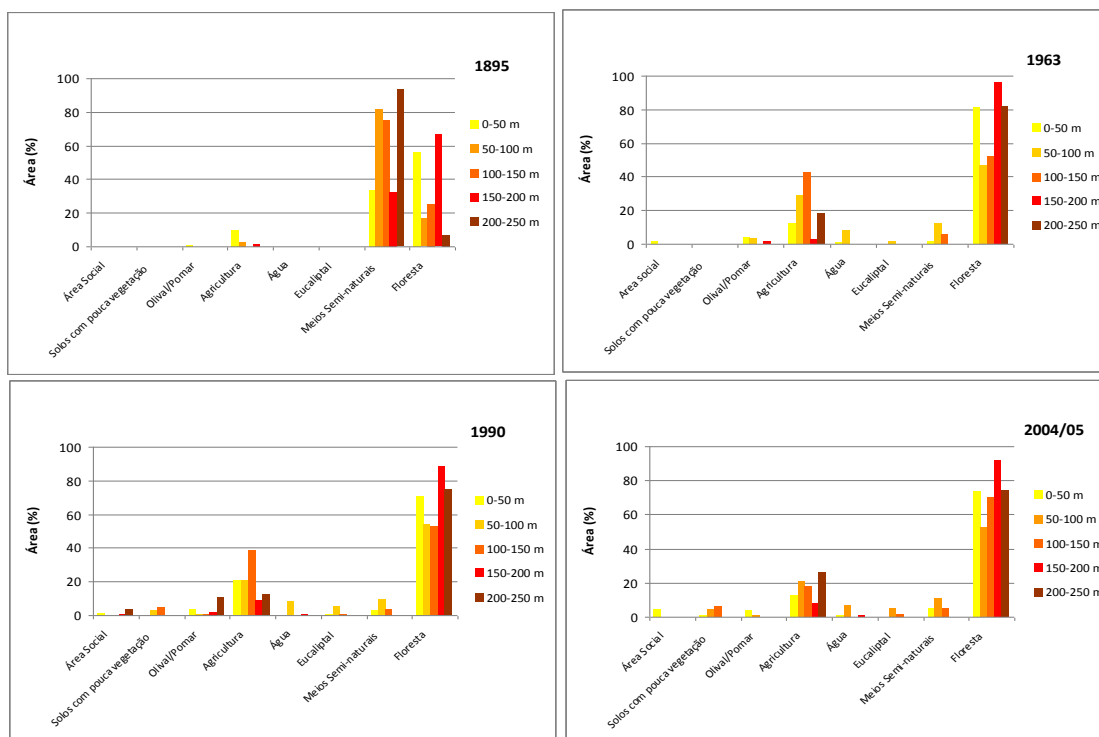 1895
Área (%)
100
80
60
40
20
0
Área Social
Solos com pouca vegetação
Olival/Pomar
Agricultura
Água
Eucaliptal
Meios Semi-naturais
Floresta
0-50 m
50-100 m
100-150 m
150-200 m
200-250 m
1963
Área (%)
100
80
60
40
20
0
Área Social
Solos com pouca vegetação
Olival/Pomar
Agricultura
Água
Eucaliptal
Meios Semi-naturais
Floresta
0-50 m
50-100 m
100-150 m
150-200 m
200-250 m
1990
Área (%)
100
80
60
40
20
0
Área Social
Solos com pouca vegetação
Olival/Pomar
Agricultura
Água
Eucaliptal
Meios Semi-naturais
Floresta
0-50 m
50-100 m
100-150 m
150-200 m
200-250 m
2004/05
Área (%)
100
80
60
40
20
0
Área Social
Solos com pouca vegetação
Olival/Pomar
Agricultura
Água
Eucaliptal
Meios Semi-naturais
Floresta
0-50 m
50-100 m
100-150 m
150-200 m
200-250 m